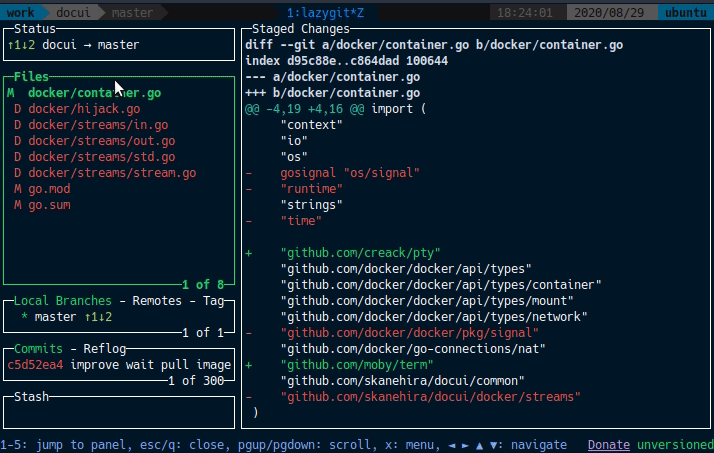 work docui master 1:lazygit*Z 18:24:01 2020/08/29 ubuntu
Status
↑1↓2 docui → master
Files
M  docker/container.go
 D docker/hijack.go
 D docker/streams/in.go
 D docker/streams/out.go
 D docker/streams/std.go
 D docker/streams/stream.go
 M go.mod
 M go.sum
1 of 8
Local Branches – Remotes – Tag
* master ↑1↓2
1 of 1
Commits – Reflog
c5d52ea4 improve wait pull image
1 of 300
Stash
Staged Changes
diff --git a/docker/container.go b/docker/container.go
index d95c88e..c864dad 100644
--- a/docker/container.go
+++ b/docker/container.go
@@ -4,19 +4,16 @@ import (
"context"
"io"
"os"
-    gosignal "os/signal"
-    "runtime"
"strings"
-    "time"
+    "github.com/creack/pty"
"github.com/docker/docker/api/types"
"github.com/docker/docker/api/types/container"
"github.com/docker/docker/api/types/mount"
"github.com/docker/docker/api/types/network"
-    "github.com/docker/docker/pkg/signal"
"github.com/docker/go-connections/nat"
+    "github.com/moby/term"
"github.com/skanehira/docui/common"
-    "github.com/skanehira/docui/docker/streams"
)
1-5: jump to panel, esc/q: close, pgup/pgdown: scroll, x: menu, ◄ ► ▲ ▼: navigate Donate unversioned